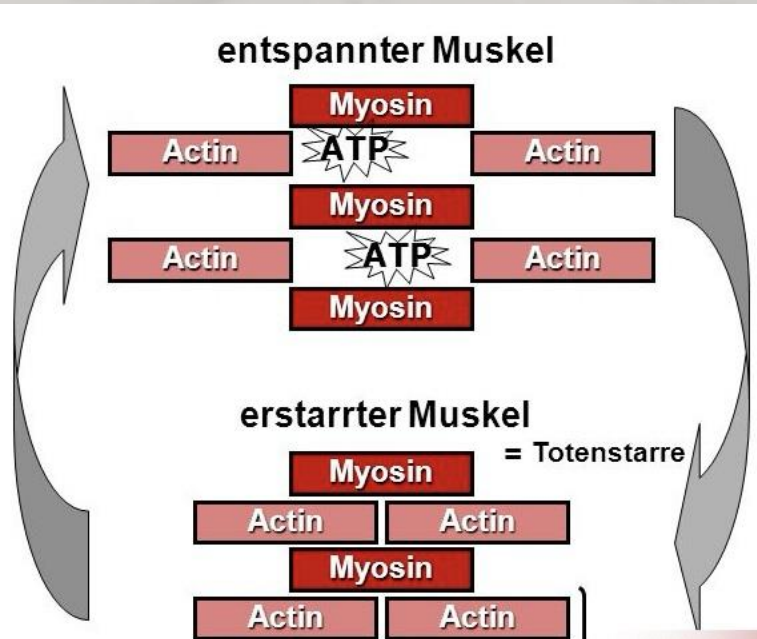 entspannter Muskel
Myosin
Actin ATP Actin
Myosin
Actin ATP Actin
Myosin
erstarrter Muskel
= Totenstarre
Myosin
Actin Actin
Myosin
Actin Actin